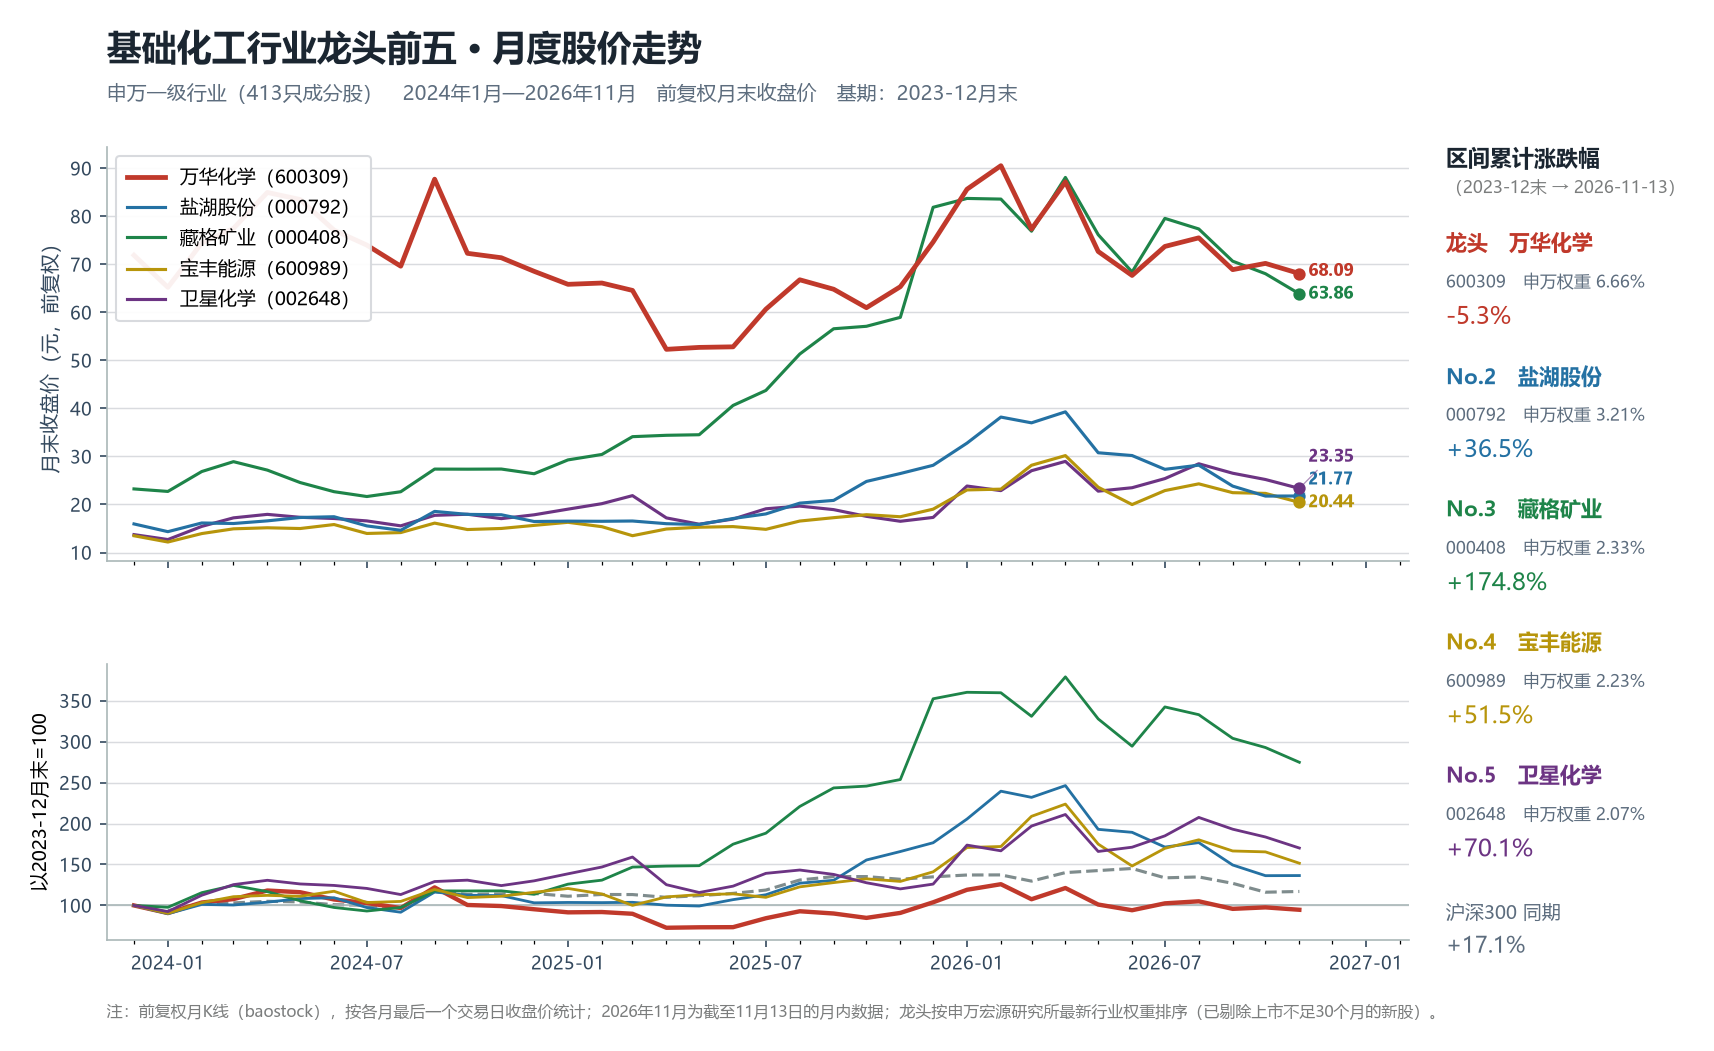 基础化工行业龙头前五 • 月度股价走势
申万一级行业（413只成分股） 2024年1月—2026年11月 前复权月末收盘价 基期：2023-12月末
月末收盘价（元，前复权）
90
80
70
60
50
40
30
20
10
万华化学（600309）
盐湖股份（000792）
藏格矿业（000408）
宝丰能源（600989）
卫星化学（002648）
68.09
63.86
23.35
21.77
20.44
以2023-12月末=100
350
300
250
200
150
100
2024-01 2024-07 2025-01 2025-07 2026-01 2026-07 2027-01
区间累计涨跌幅
（2023-12末 → 2026-11-13）
龙头 万华化学
600309 申万权重 6.66%
-5.3%
No.2 盐湖股份
000792 申万权重 3.21%
+36.5%
No.3 藏格矿业
000408 申万权重 2.33%
+174.8%
No.4 宝丰能源
600989 申万权重 2.23%
+51.5%
No.5 卫星化学
002648 申万权重 2.07%
+70.1%
沪深300 同期
+17.1%
注：前复权月K线（baostock），按各月最后一个交易日收盘价统计；2026年11月为截至11月13日的月内数据；龙头按申万宏源研究所最新行业权重排序（已剔除上市不足30个月的新股）。